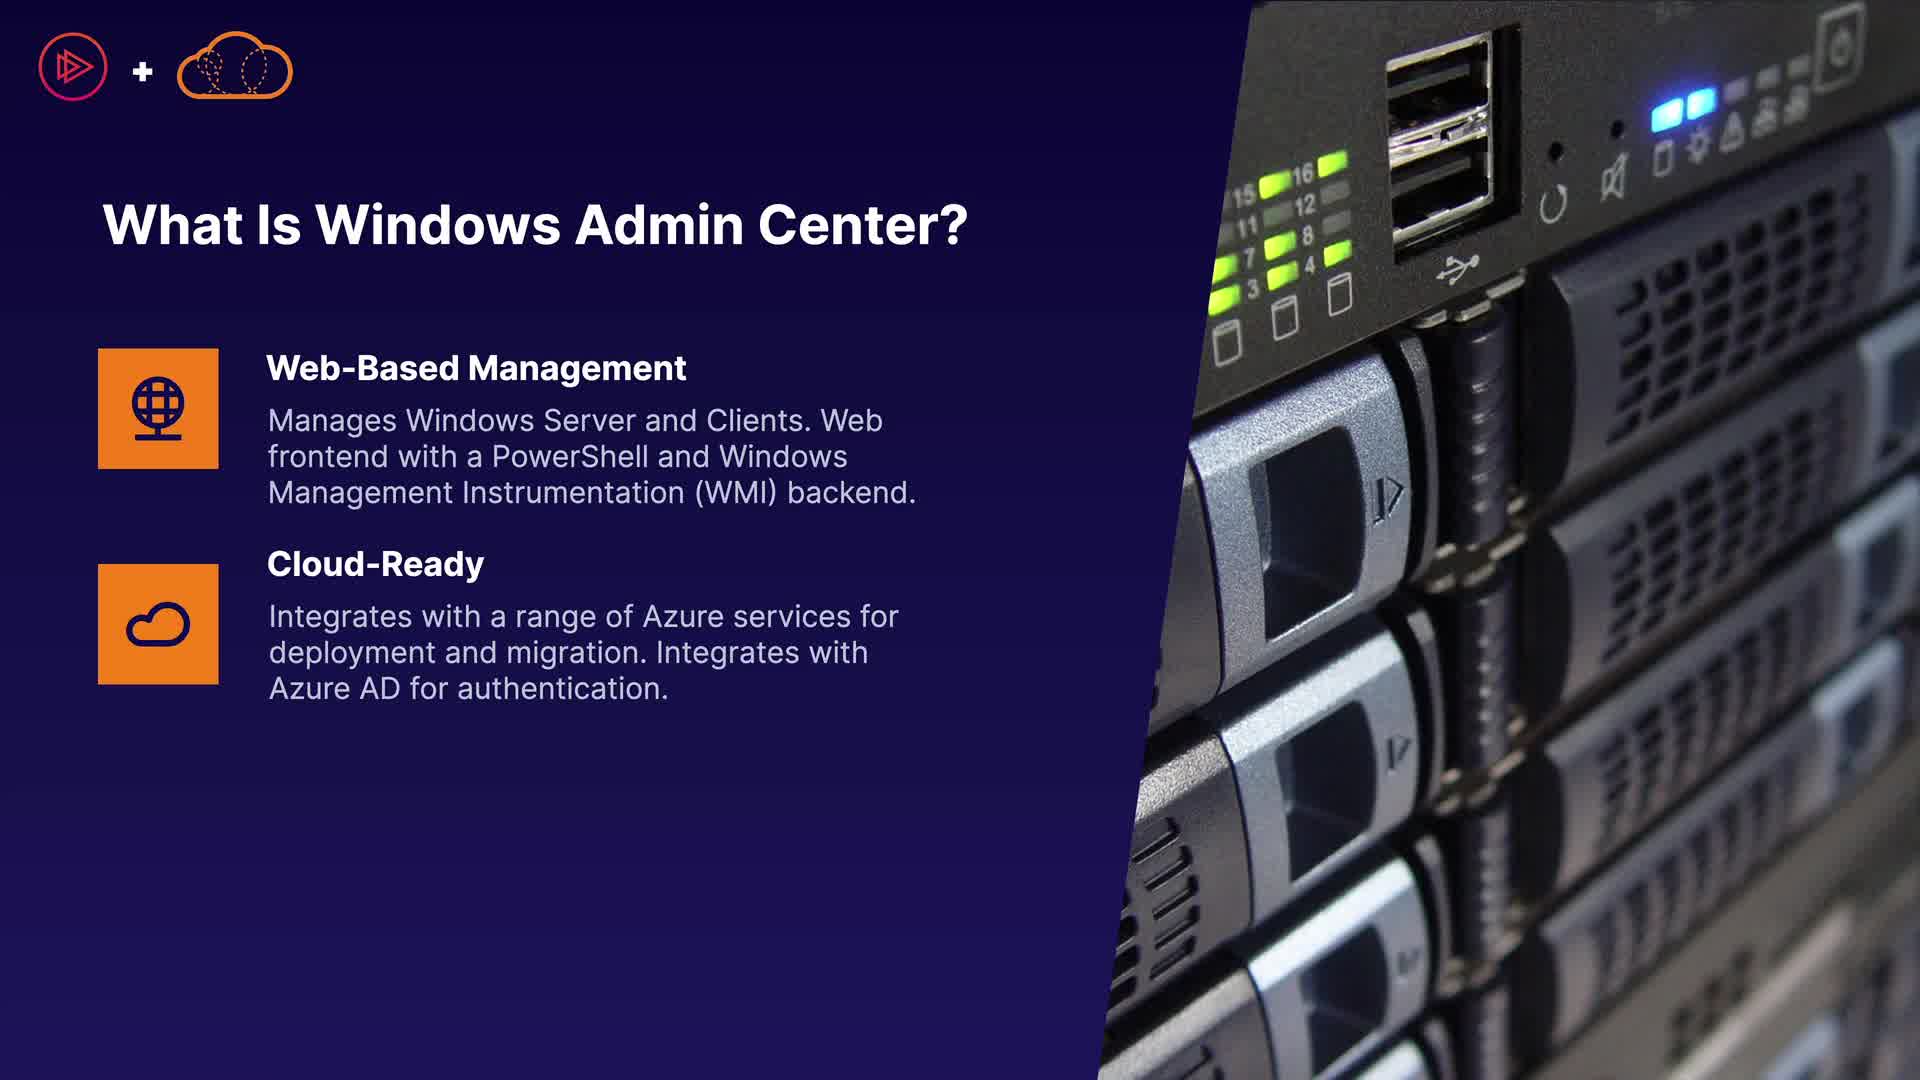 What Is Windows Admin Center?
Web-Based Management
Manages Windows Server and Clients. Web
frontend with a PowerShell and Windows
Management Instrumentation (WMI) backend.
Cloud-Ready
Integrates with a range of Azure services for
deployment and migration. Integrates with
Azure AD for authentication.
15 16
11 12
7 8
3 4